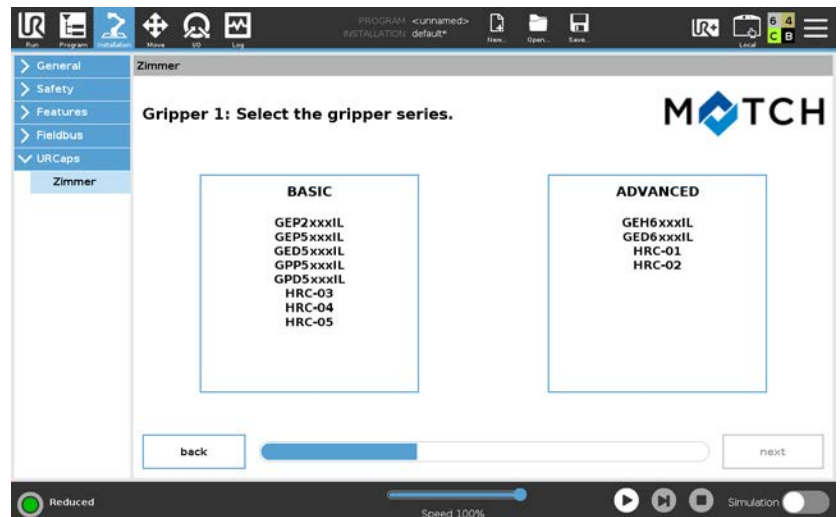 UR
PROGRAM <unnamed>
INSTALLATION default*
Run Program Installation Move I/O Log New... Open... Save... UR+ Local 6 4 C B
General
Safety
Features
Fieldbus
URCaps
Zimmer
Zimmer
Gripper 1: Select the gripper series.
MATCH
BASIC
GEP2xxxIL
GEP5xxxIL
GED5xxxIL
GPP5xxxIL
GPD5xxxIL
HRC-03
HRC-04
HRC-05
ADVANCED
GEH6xxxIL
GED6xxxIL
HRC-01
HRC-02
back
next
Reduced
Speed 100%
Simulation